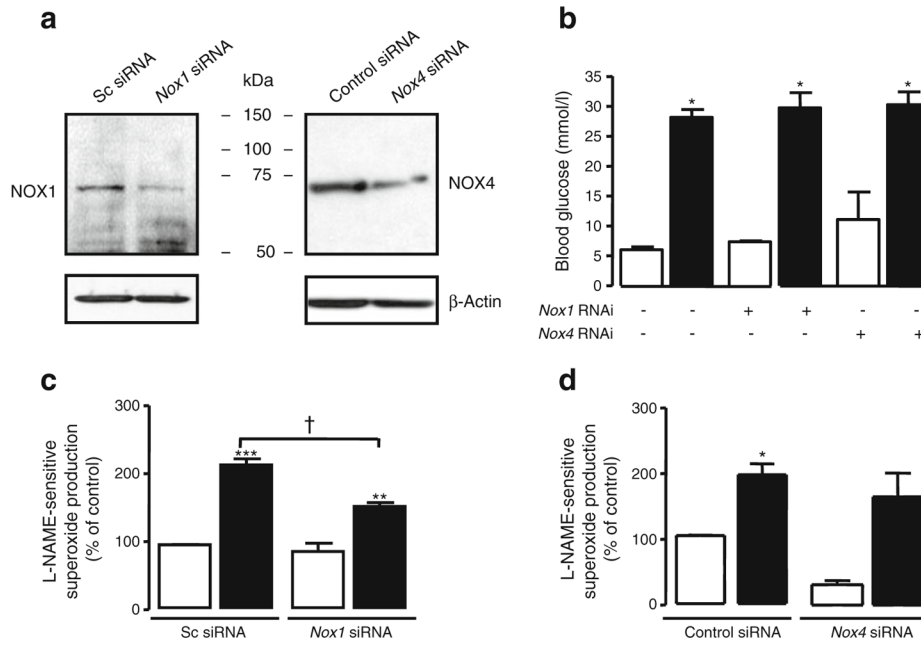 a
Sc siRNA
Nox1 siRNA
kDa
Control siRNA
Nox4 siRNA
– 150 –
– 100 –
– 75 –
– 50 –
NOX1
NOX4
β-Actin
b
Blood glucose (mmol/l)
35
30
25
20
15
10
5
0
* * *
Nox1 RNAi - - + + - -
Nox4 RNAi - - - - + +
c
L-NAME-sensitive
superoxide production
(% of control)
300
200
100
0
†
***
**
Sc siRNA Nox1 siRNA
d
L-NAME-sensitive
superoxide production
(% of control)
300
200
100
0
*
Control siRNA Nox4 siRNA